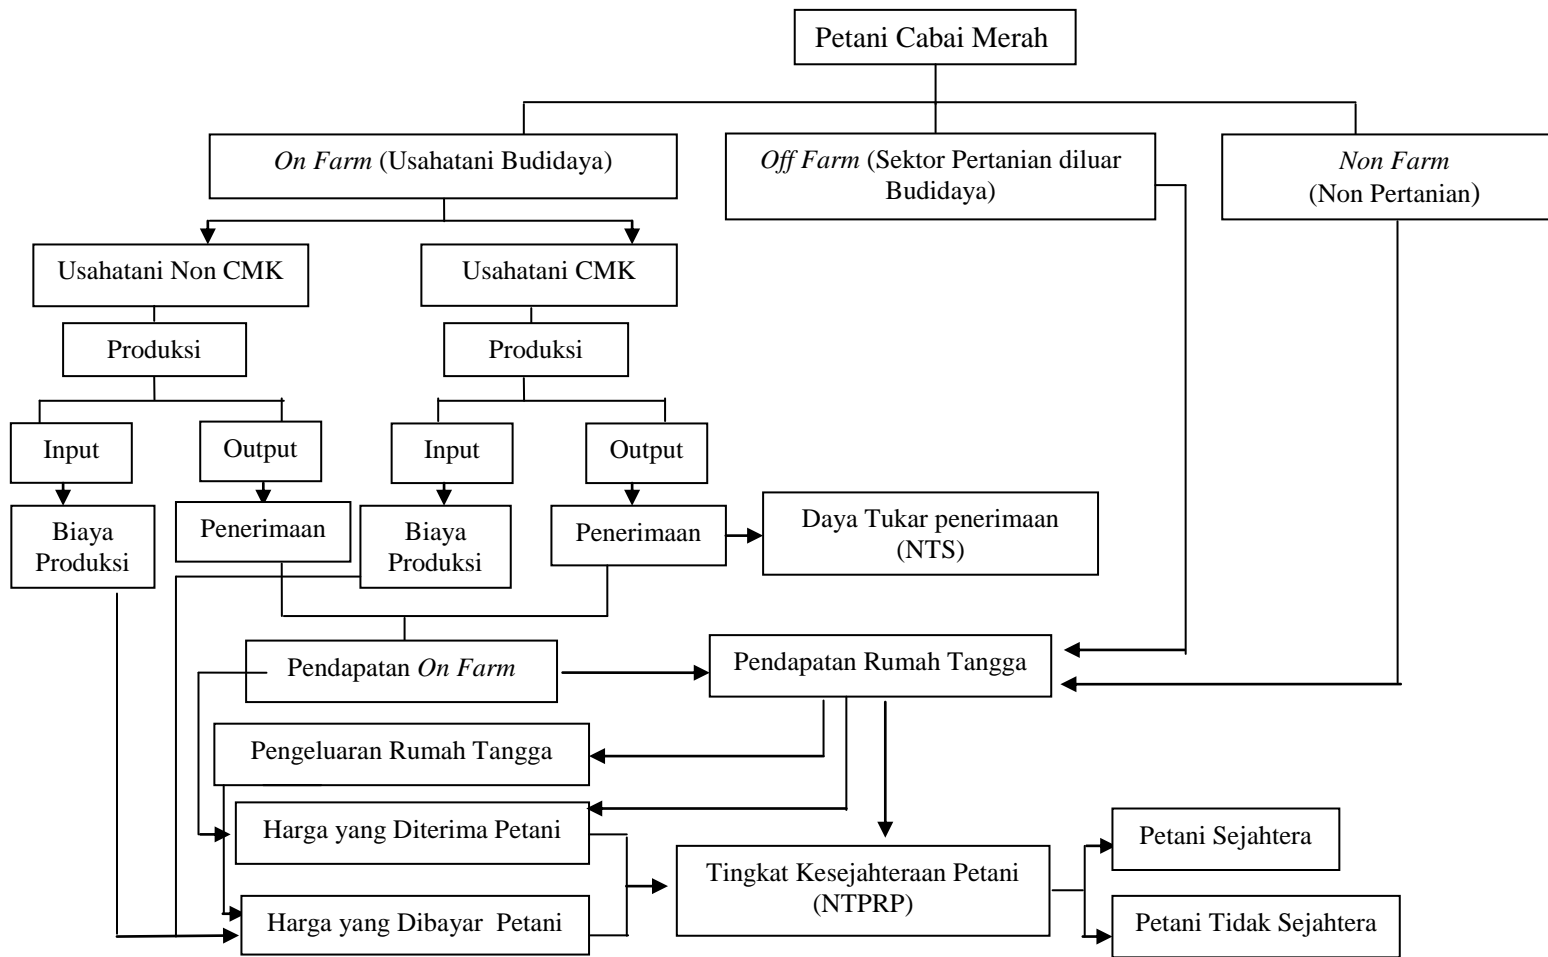 Petani Cabai Merah
On Farm (Usahatani Budidaya)
Off Farm (Sektor Pertanian diluar
Budidaya)
Non Farm
(Non Pertanian)
Usahatani Non CMK
Usahatani CMK
Produksi
Produksi
Input
Output
Input
Output
Biaya
Produksi
Penerimaan
Biaya
Produksi
Penerimaan
Daya Tukar penerimaan
(NTS)
Pendapatan On Farm
Pendapatan Rumah Tangga
Pengeluaran Rumah Tangga
Harga yang Diterima Petani
Harga yang Dibayar Petani
Tingkat Kesejahteraan Petani
(NTPRP)
Petani Sejahtera
Petani Tidak Sejahtera